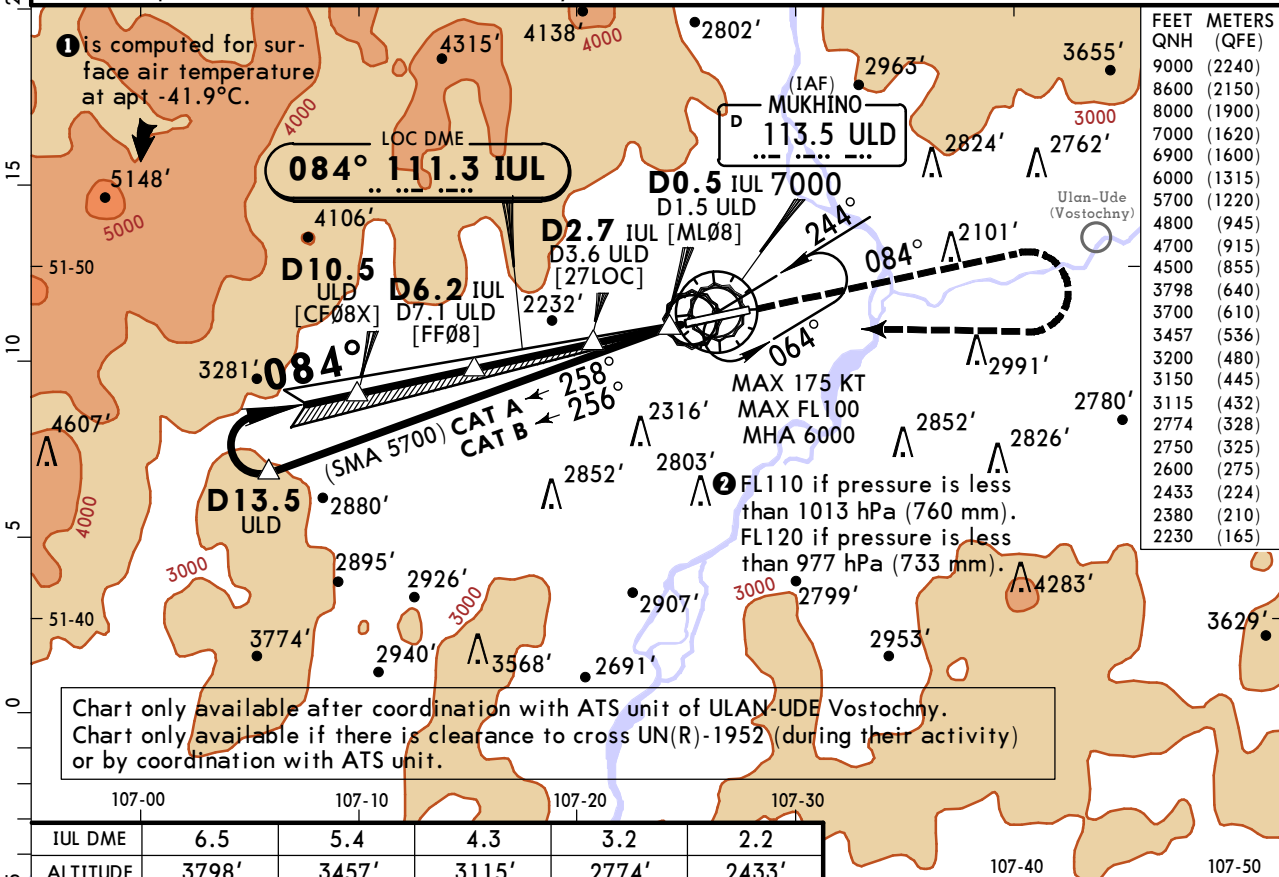 ❶ is computed for sur-
face air temperature
at apt -41.9°C.
4000
5148'
5000
4106'
4315'
4138'
4000
2802'
2963'
3655'
3000
2824'
2762'
LOC DME
084° 111.3 IUL
(IAF)
MUKHINO
D 113.5 ULD
D0.5 IUL
D1.5 ULD
[MLØ8]
7000
244°
084°
2101'
Ulan-Ude
(Vostochny)
D2.7 IUL
D3.6 ULD
[27LOC]
D10.5
ULD
[CFØ8X]
D6.2 IUL
D7.1 ULD
[FFØ8]
2232'
3281'
084°
064°
2991'
MAX 175 KT
MAX FL100
MHA 6000
258°
256°
(SMA 5700) CAT A
CAT B
4607'
4000
2316'
2852'
2803'
2852'
2826'
2780'
D13.5
ULD
2880'
❷ FL110 if pressure is less
than 1013 hPa (760 mm).
FL120 if pressure is less
than 977 hPa (733 mm).
3000
2895'
2926'
3000
2907'
3000
2799'
4283'
3774'
2940'
3568'
2691'
2953'
3629'
Chart only available after coordination with ATS unit of ULAN-UDE Vostochny.
Chart only available if there is clearance to cross UN(R)-1952 (during their activity)
or by coordination with ATS unit.
15
51-50
10
5
51-40
0
107-00
107-10
107-20
107-30
107-40
107-50
FEET METERS
QNH (QFE)
9000 (2240)
8600 (2150)
8000 (1900)
7000 (1620)
6900 (1600)
6000 (1315)
5700 (1220)
4800 (945)
4700 (915)
4500 (855)
3798 (640)
3700 (610)
3457 (536)
3200 (480)
3150 (445)
3115 (432)
2774 (328)
2750 (325)
2600 (275)
2433 (224)
2380 (210)
2230 (165)
IUL DME 6.5 5.4 4.3 3.2 2.2
ALTITUDE 3798' 3457' 3115' 2774' 2433'